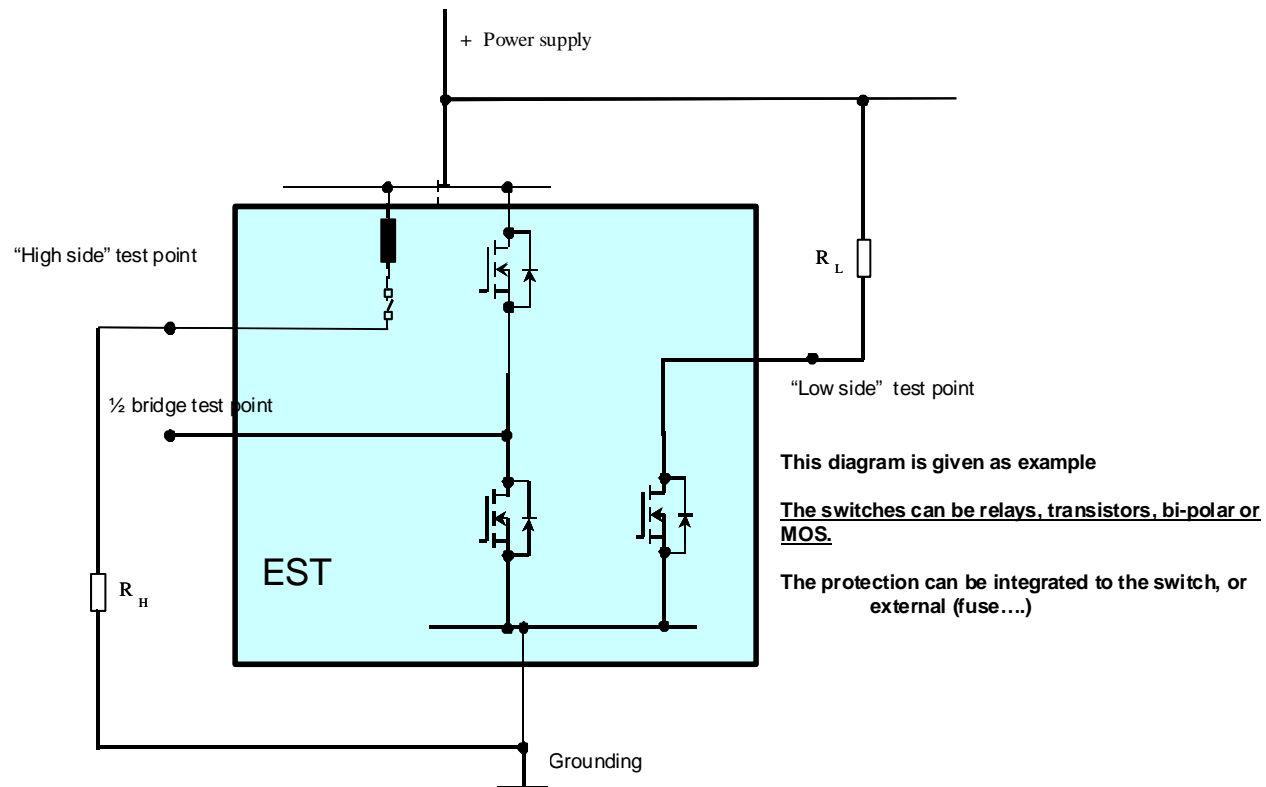 + Power supply
“High side” test point
R L
½ bridge test point
“Low side” test point
This diagram is given as example
The switches can be relays, transistors, bi-polar or
MOS.
The protection can be integrated to the switch, or
external (fuse….)
EST
R H
Grounding